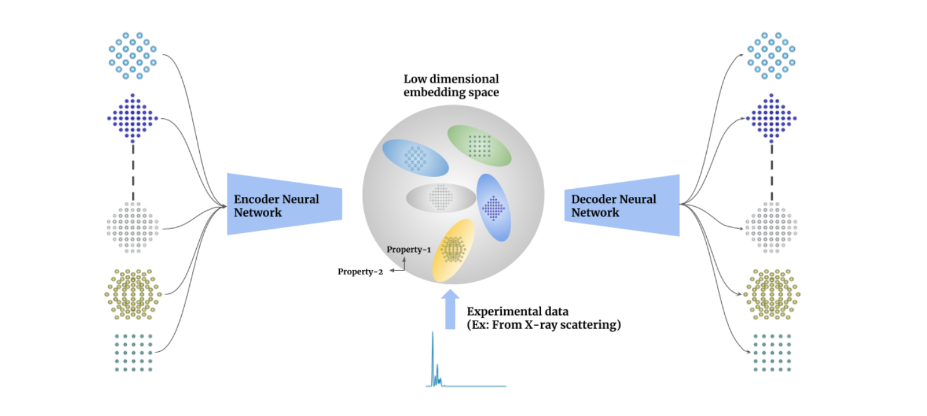 Low dimensional
embedding space
Encoder Neural
Network
Decoder Neural
Network
Property-1
Property-2
Experimental data
(Ex: From X-ray scattering)